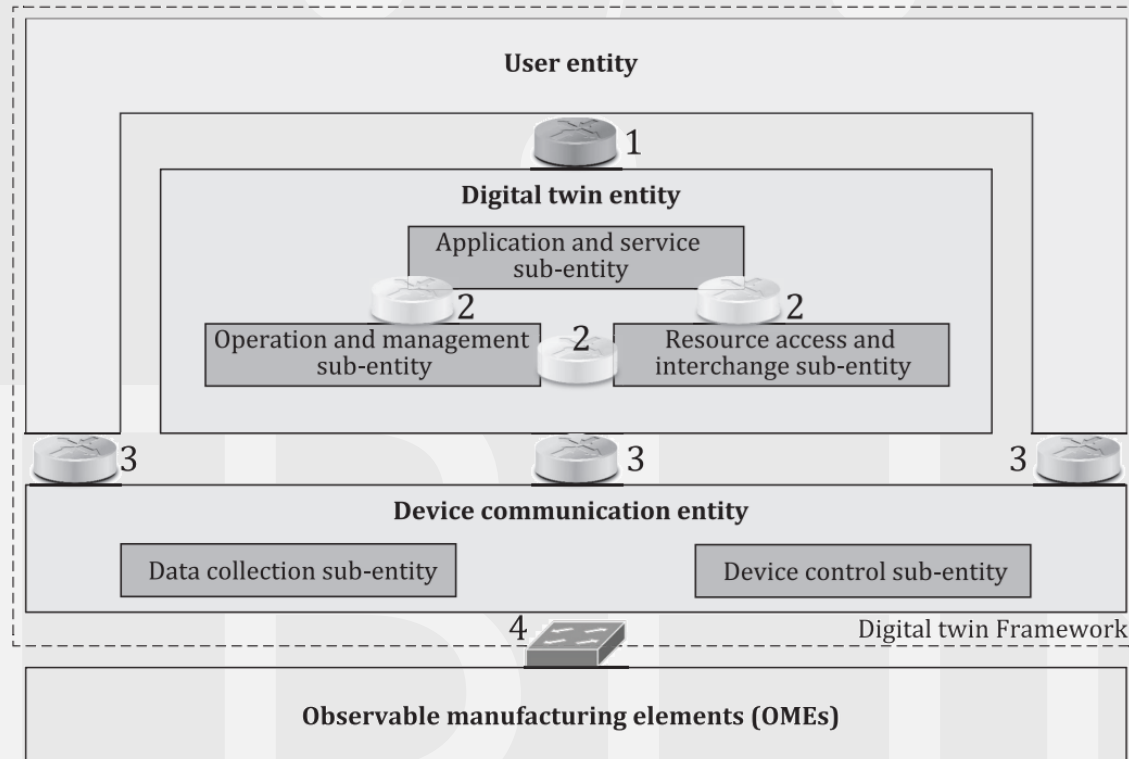 User entity
1
Digital twin entity
Application and service
sub-entity
2
2
Operation and management
sub-entity
2
Resource access and
interchange sub-entity
3
3
3
Device communication entity
Data collection sub-entity
Device control sub-entity
4
Digital twin Framework
Observable manufacturing elements (OMEs)